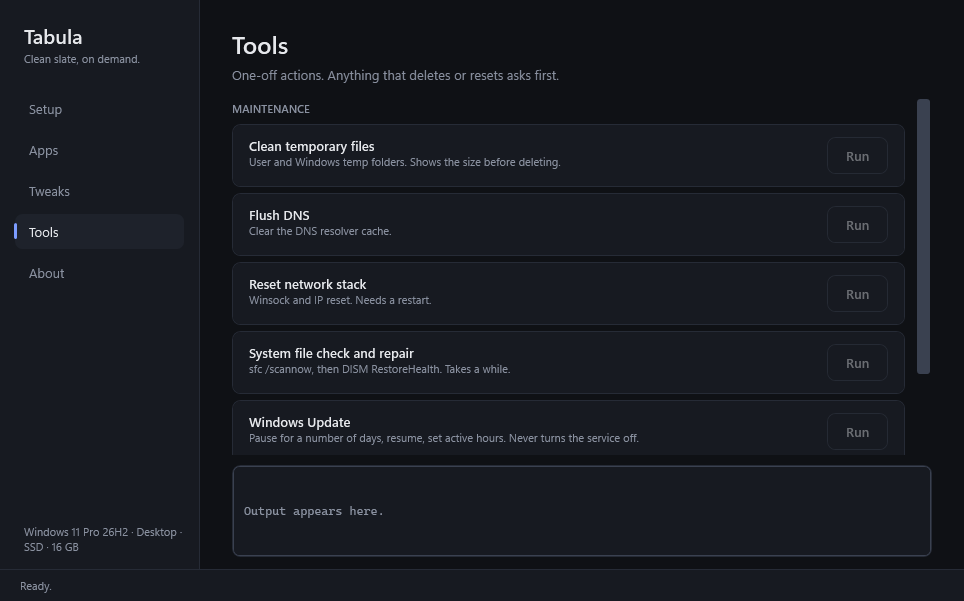 Tabula
Clean slate, on demand.
Setup
Apps
Tweaks
Tools
About
Windows 11 Pro 26H2 · Desktop ·
SSD · 16 GB
Tools
One-off actions. Anything that deletes or resets asks first.
MAINTENANCE
Clean temporary files
User and Windows temp folders. Shows the size before deleting.
Run
Flush DNS
Clear the DNS resolver cache.
Run
Reset network stack
Winsock and IP reset. Needs a restart.
Run
System file check and repair
sfc /scannow, then DISM RestoreHealth. Takes a while.
Run
Windows Update
Pause for a number of days, resume, set active hours. Never turns the service off.
Run
Output appears here.
Ready.